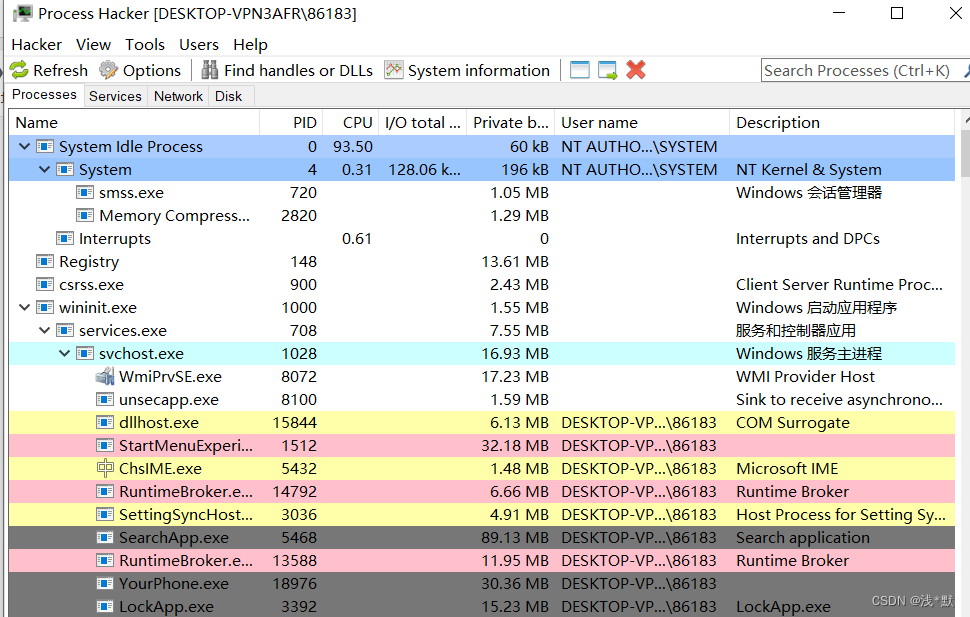 Process Hacker [DESKTOP-VPN3AFR\86183]
Hacker View Tools Users Help
Refresh Options Find handles or DLLs System information Search Processes (Ctrl+K)
Processes Services Network Disk
Name PID CPU I/O total ... Private b... User name Description
System Idle Process 0 93.50 60 kB NT AUTHO...\SYSTEM
System 4 0.31 128.06 k... 196 kB NT AUTHO...\SYSTEM NT Kernel & System
smss.exe 720 1.05 MB Windows 会话管理器
Memory Compress... 2820 1.29 MB
Interrupts 0.61 0 Interrupts and DPCs
Registry 148 13.61 MB
csrss.exe 900 2.43 MB Client Server Runtime Proc...
wininit.exe 1000 1.55 MB Windows 启动应用程序
services.exe 708 7.55 MB 服务和控制器应用
svchost.exe 1028 16.93 MB Windows 服务主进程
WmiPrvSE.exe 8072 17.23 MB WMI Provider Host
unsecapp.exe 8100 1.59 MB Sink to receive asynchrono...
dllhost.exe 15844 6.13 MB DESKTOP-VP...\86183 COM Surrogate
StartMenuExperi... 1512 32.18 MB DESKTOP-VP...\86183
ChsIME.exe 5432 1.48 MB DESKTOP-VP...\86183 Microsoft IME
RuntimeBroker.e... 14792 6.66 MB DESKTOP-VP...\86183 Runtime Broker
SettingSyncHost... 3036 4.91 MB DESKTOP-VP...\86183 Host Process for Setting Sy...
SearchApp.exe 5468 89.13 MB DESKTOP-VP...\86183 Search application
RuntimeBroker.e... 13588 11.95 MB DESKTOP-VP...\86183 Runtime Broker
YourPhone.exe 18976 30.36 MB DESKTOP-VP...\86183
LockApp.exe 3392 15.23 MB DESKTOP-VP...\86183 LockApp.exe
CSDN @浅*默